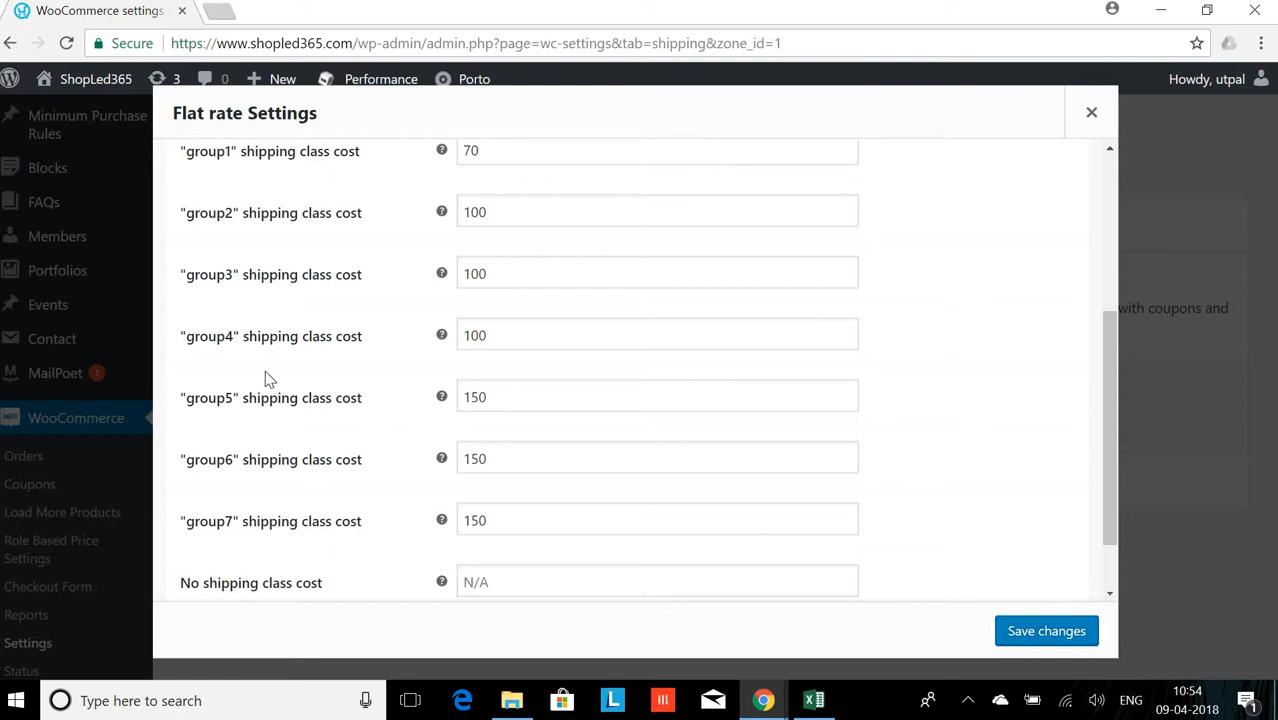 WooCommerce settings
Secure https://www.shopled365.com/wp-admin/admin.php?page=wc-settings&tab=shipping&zone_id=1
ShopLed365 3 0 New Performance Porto Howdy, utpal
Minimum Purchase
Rules
Blocks
FAQs
Members
Portfolios
Events
Contact
MailPoet 1
WooCommerce
Orders
Coupons
Load More Products
Role Based Price
Settings
Checkout Form
Reports
Settings
Status
Flat rate Settings
"group1" shipping class cost 70
"group2" shipping class cost 100
"group3" shipping class cost 100
"group4" shipping class cost 100
"group5" shipping class cost 150
"group6" shipping class cost 150
"group7" shipping class cost 150
No shipping class cost N/A
Save changes
with coupons and
Type here to search
ENG
10:54
09-04-2018
1